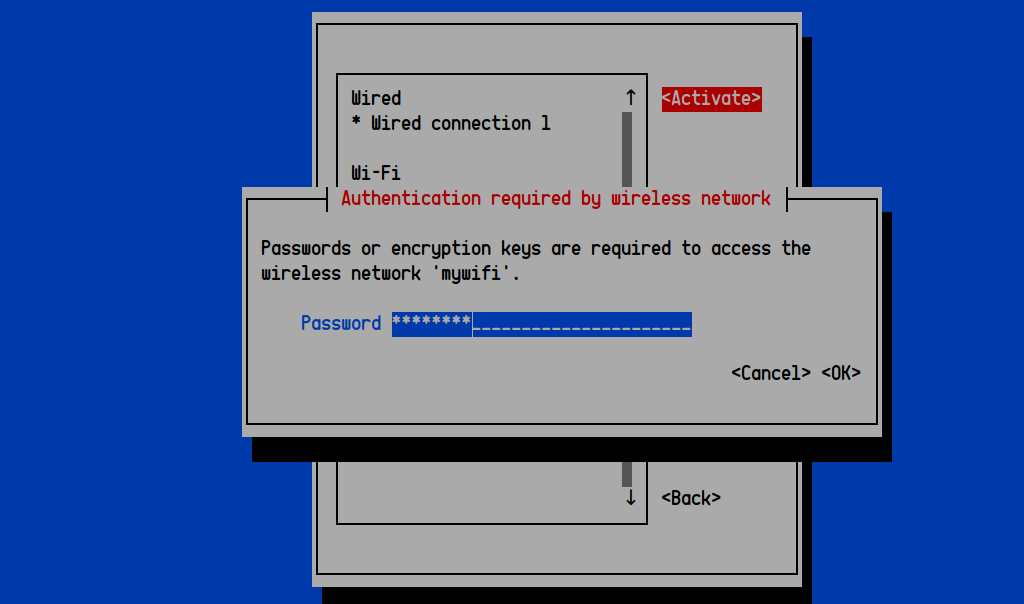 Wired ↑ <Activate>
* Wired connection 1
Wi-Fi
Authentication required by wireless network
Passwords or encryption keys are required to access the
wireless network 'mywifi'.
Password ********______________________
<Cancel> <OK>
↓ <Back>